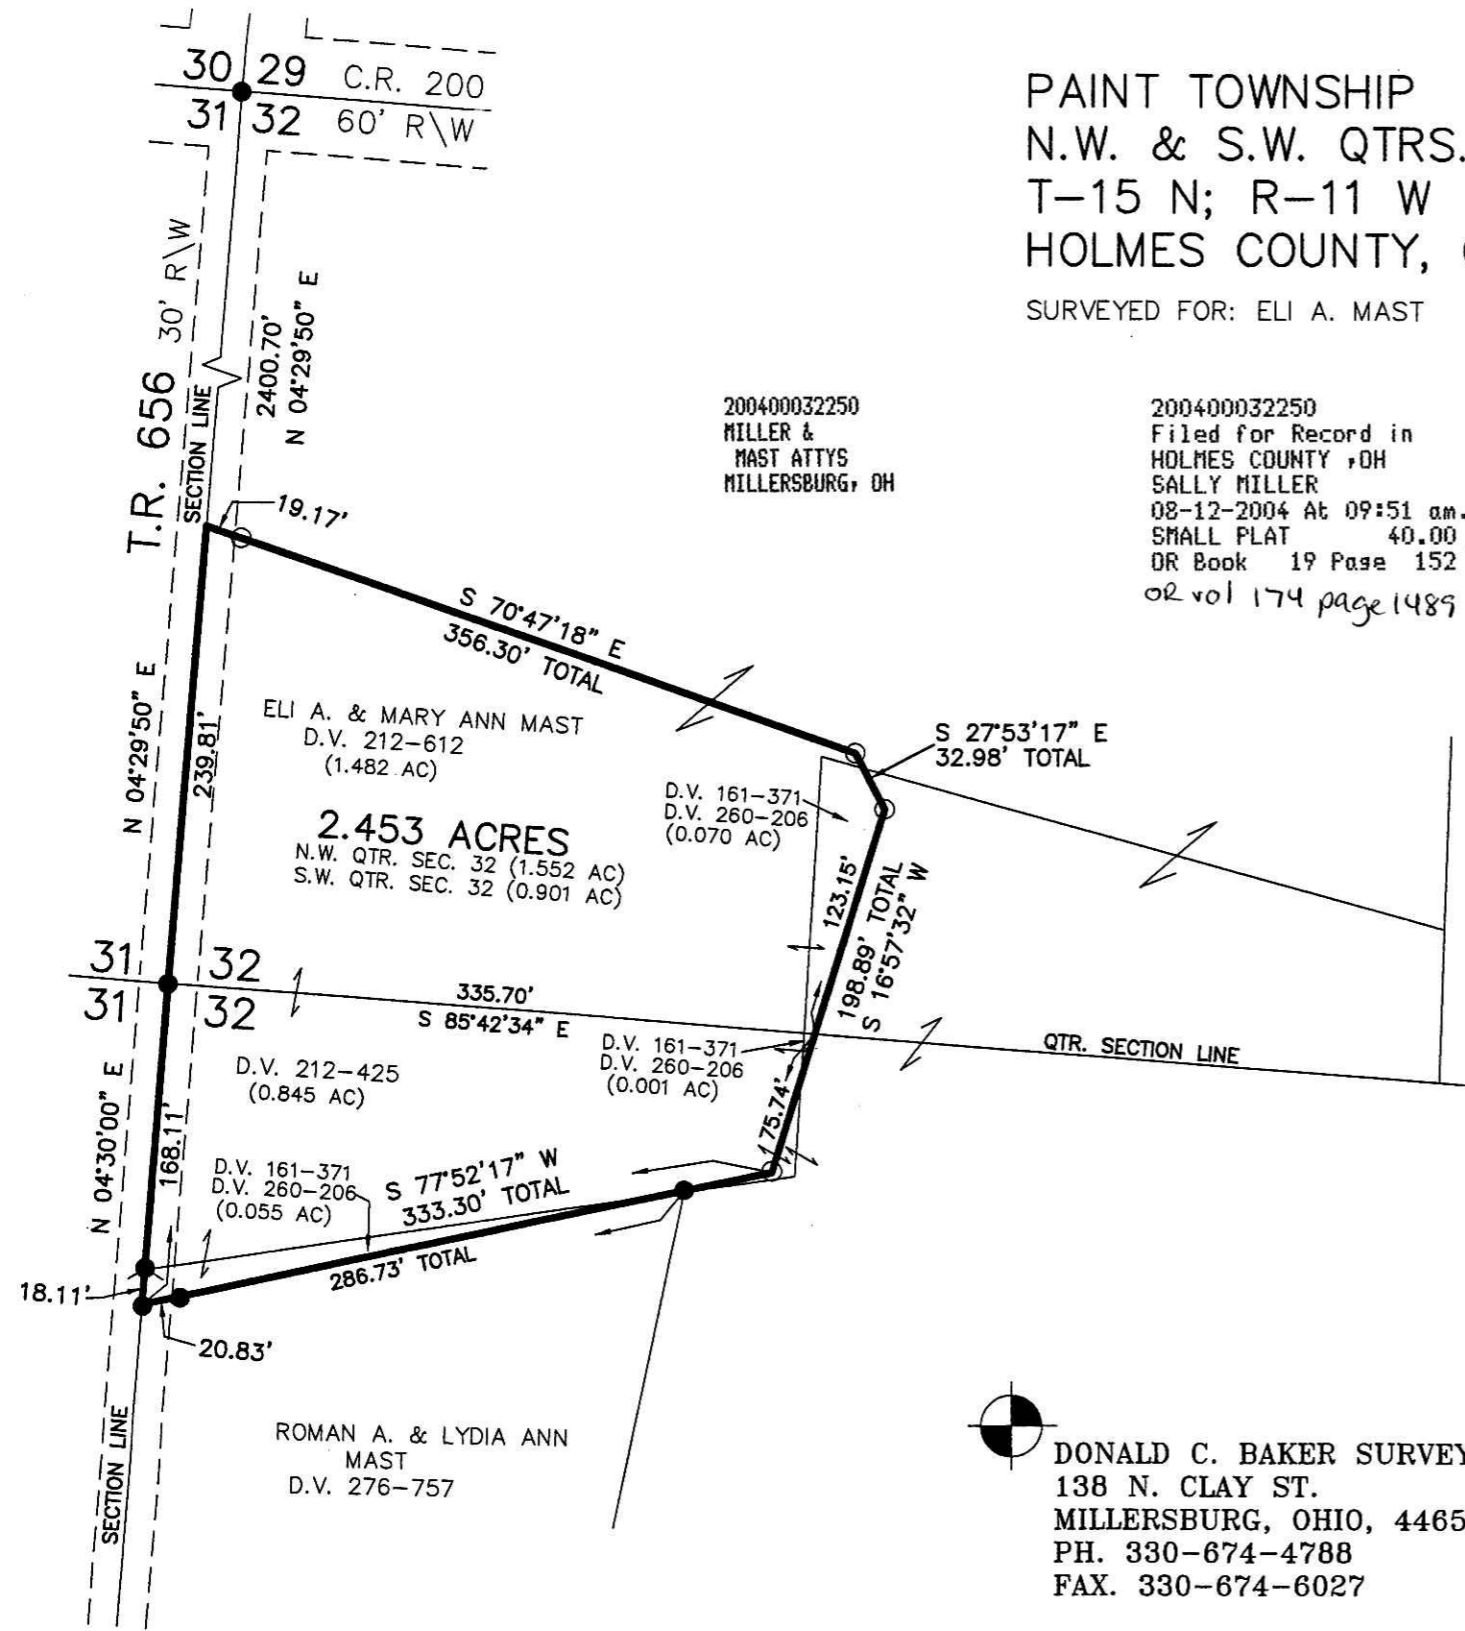 30 29 C.R. 200
31 32 60' R\W
PAINT TOWNSHIP
N.W. & S.W. QTRS.
T-15 N; R-11 W
HOLMES COUNTY,
SURVEYED FOR: ELI A. MAST
T.R. 656 30' R\W
SECTION LINE
2400.70'
N 04°29'50" E
200400032250
MILLER &
MAST ATTYS
MILLERSBURG, OH
200400032250
Filed for Record in
HOLMES COUNTY ,OH
SALLY MILLER
08-12-2004 At 09:51 am.
SMALL PLAT 40.00
OR Book 19 Page 152
OR vol 174 page 1489
19.17'
S 70°47'18" E
356.30' TOTAL
N 04°29'50" E
239.81'
ELI A. & MARY ANN MAST
D.V. 212-612
(1.482 AC)
2.453 ACRES
N.W. QTR. SEC. 32 (1.552 AC)
S.W. QTR. SEC. 32 (0.901 AC)
S 27°53'17" E
32.98' TOTAL
D.V. 161-371
D.V. 260-206
(0.070 AC)
123.15'
198.89' TOTAL
S 16°57'32" W
31 32
31 32
335.70'
S 85°42'34" E
QTR. SECTION LINE
D.V. 161-371
D.V. 260-206
(0.001 AC)
75.74'
D.V. 212-425
(0.845 AC)
N 04°30'00" E
168.11'
D.V. 161-371
D.V. 260-206
(0.055 AC)
S 77°52'17" W
333.30' TOTAL
286.73' TOTAL
18.11'
20.83'
SECTION LINE
ROMAN A. & LYDIA ANN
MAST
D.V. 276-757
DONALD C. BAKER SURVEY
138 N. CLAY ST.
MILLERSBURG, OHIO, 4465
PH. 330-674-4788
FAX. 330-674-6027